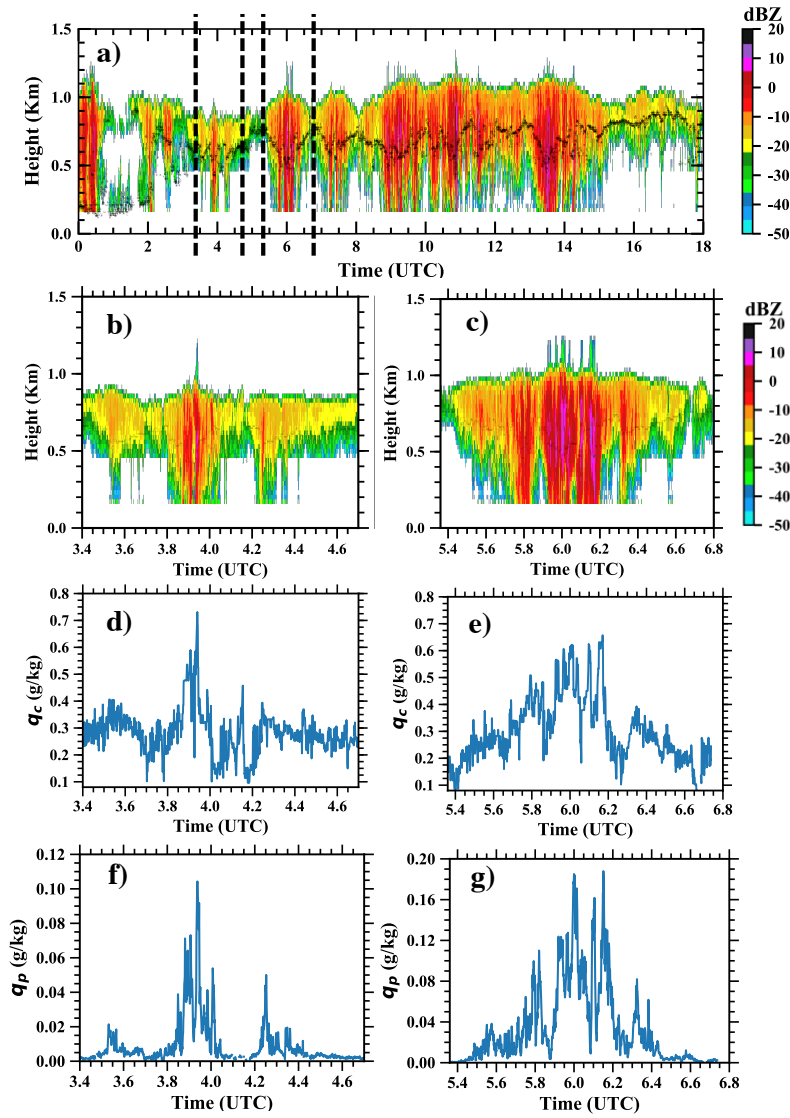 dBZ
a)
1.5
1.0
0.5
0.0
Height (Km)
0 2 4 6 8 10 12 14 16 18
Time (UTC)
20
10
0
-10
-20
-30
-40
-50
b)
1.5
1.0
0.5
0.0
Height (Km)
3.4 3.6 3.8 4.0 4.2 4.4 4.6
Time (UTC)
c)
1.5
1.0
0.5
0.0
Height (Km)
5.4 5.6 5.8 6.0 6.2 6.4 6.6 6.8
Time (UTC)
dBZ
20
10
0
-10
-20
-30
-40
-50
d)
0.8
0.7
0.6
0.5
0.4
0.3
0.2
0.1
qc (g/kg)
3.4 3.6 3.8 4.0 4.2 4.4 4.6
Time (UTC)
e)
0.8
0.7
0.6
0.5
0.4
0.3
0.2
0.1
qc (g/kg)
5.4 5.6 5.8 6.0 6.2 6.4 6.6 6.8
Time (UTC)
f)
0.12
0.10
0.08
0.06
0.04
0.02
0.00
qp (g/kg)
3.4 3.6 3.8 4.0 4.2 4.4 4.6
Time (UTC)
g)
0.20
0.16
0.12
0.08
0.04
0.00
qp (g/kg)
5.4 5.6 5.8 6.0 6.2 6.4 6.6 6.8
Time (UTC)